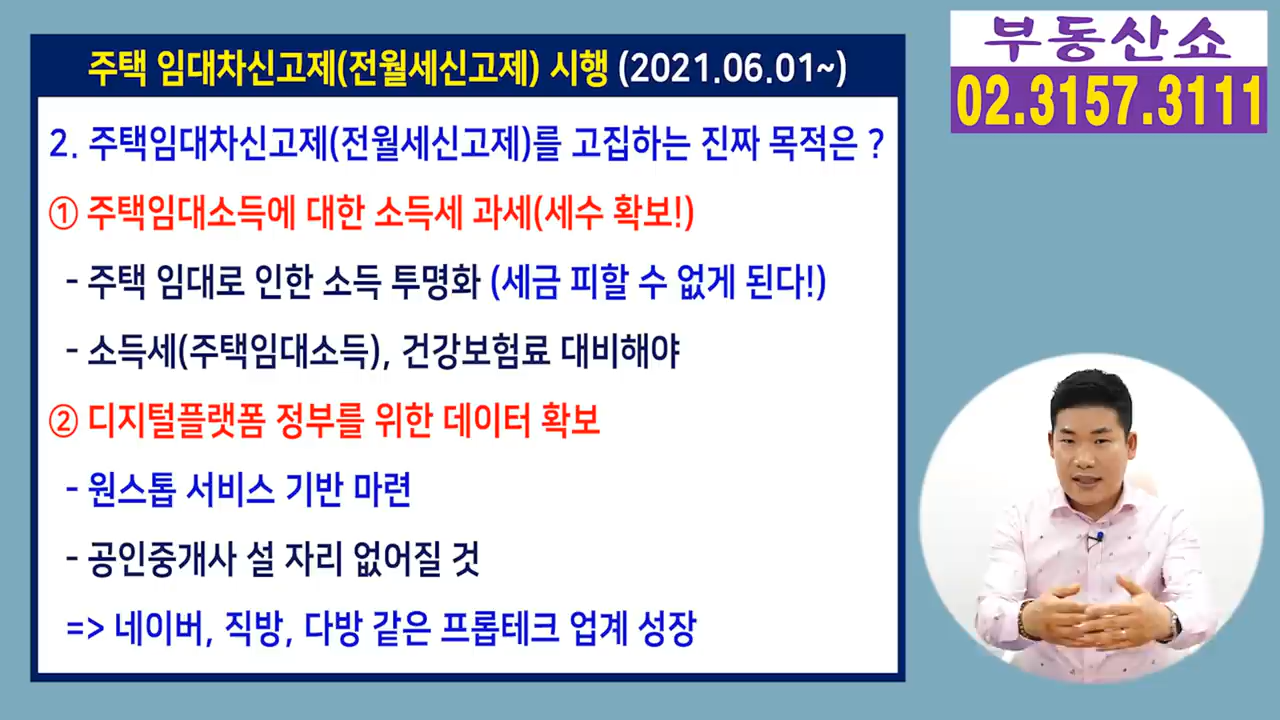 주택 임대차신고제(전월세신고제) 시행 (2021.06.01~)
2. 주택임대차신고제(전월세신고제)를 고집하는 진짜 목적은 ?
① 주택임대소득에 대한 소득세 과세(세수 확보!)
- 주택 임대로 인한 소득 투명화 (세금 피할 수 없게 된다!)
- 소득세(주택임대소득), 건강보험료 대비해야
② 디지털플랫폼 정부를 위한 데이터 확보
- 원스톱 서비스 기반 마련
- 공인중개사 설 자리 없어질 것
=> 네이버, 직방, 다방 같은 프롭테크 업계 성장
부동산쇼
02.3157.3111